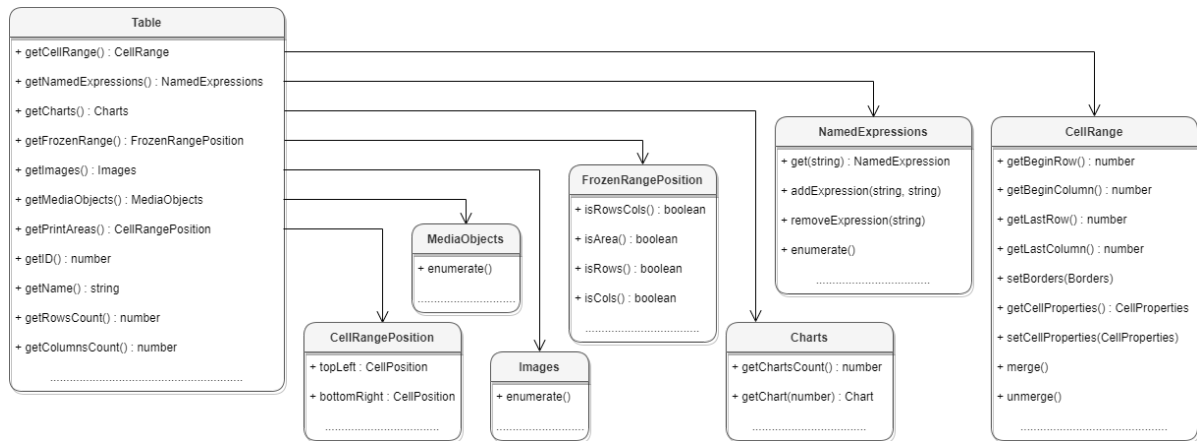 Table
+ getCellRange() : CellRange
+ getNamedExpressions() : NamedExpressions
+ getCharts() : Charts
+ getFrozenRange() : FrozenRangePosition
+ getImages() : Images
+ getMediaObjects() : MediaObjects
+ getPrintAreas() : CellRangePosition
+ getID() : number
+ getName() : string
+ getRowsCount() : number
+ getColumnsCount() : number
................................................................
CellRangePosition
+ topLeft : CellPosition
+ bottomRight : CellPosition
......................................
MediaObjects
+ enumerate()
.................................
Images
+ enumerate()
.............................
FrozenRangePosition
+ isRowsCols() : boolean
+ isArea() : boolean
+ isRows() : boolean
+ isCols() : boolean
......................................
Charts
+ getChartsCount() : number
+ getChart(number) : Chart
......................................
NamedExpressions
+ get(string) : NamedExpression
+ addExpression(string, string)
+ removeExpression(string)
+ enumerate()
......................................
CellRange
+ getBeginRow() : number
+ getBeginColumn() : number
+ getLastRow() : number
+ getLastColumn() : number
+ setBorders(Borders)
+ getCellProperties() : CellProperties
+ setCellProperties(CellProperties)
+ merge()
+ unmerge()
......................................